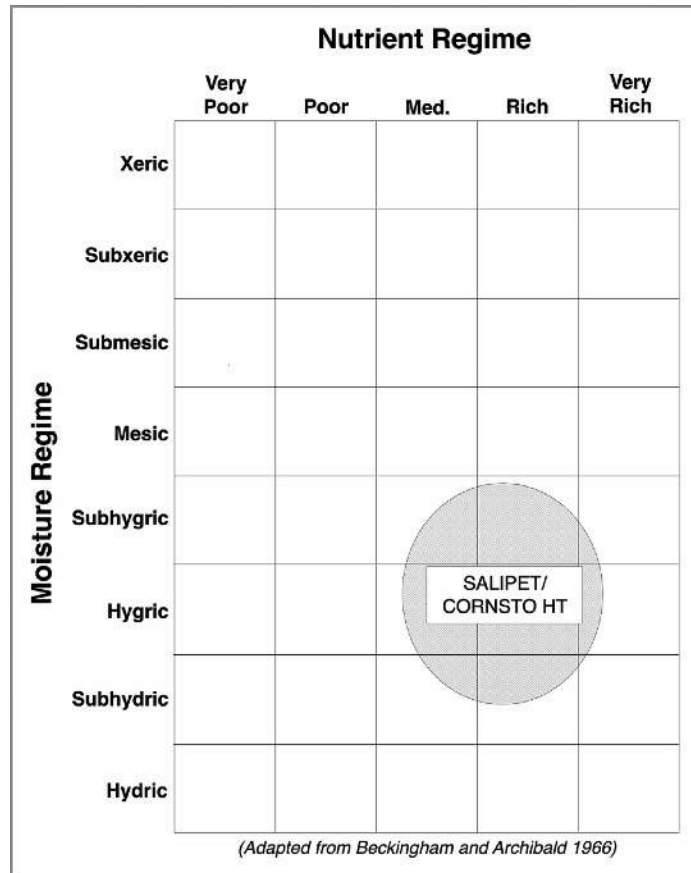 Nutrient Regime
Very Poor
Poor
Med.
Rich
Very Rich
Moisture Regime
Xeric
Subxeric
Submesic
Mesic
Subhygric
Hygric
Subhydric
Hydric
SALIPET/
CORNSTO HT
(Adapted from Beckingham and Archibald 1966)